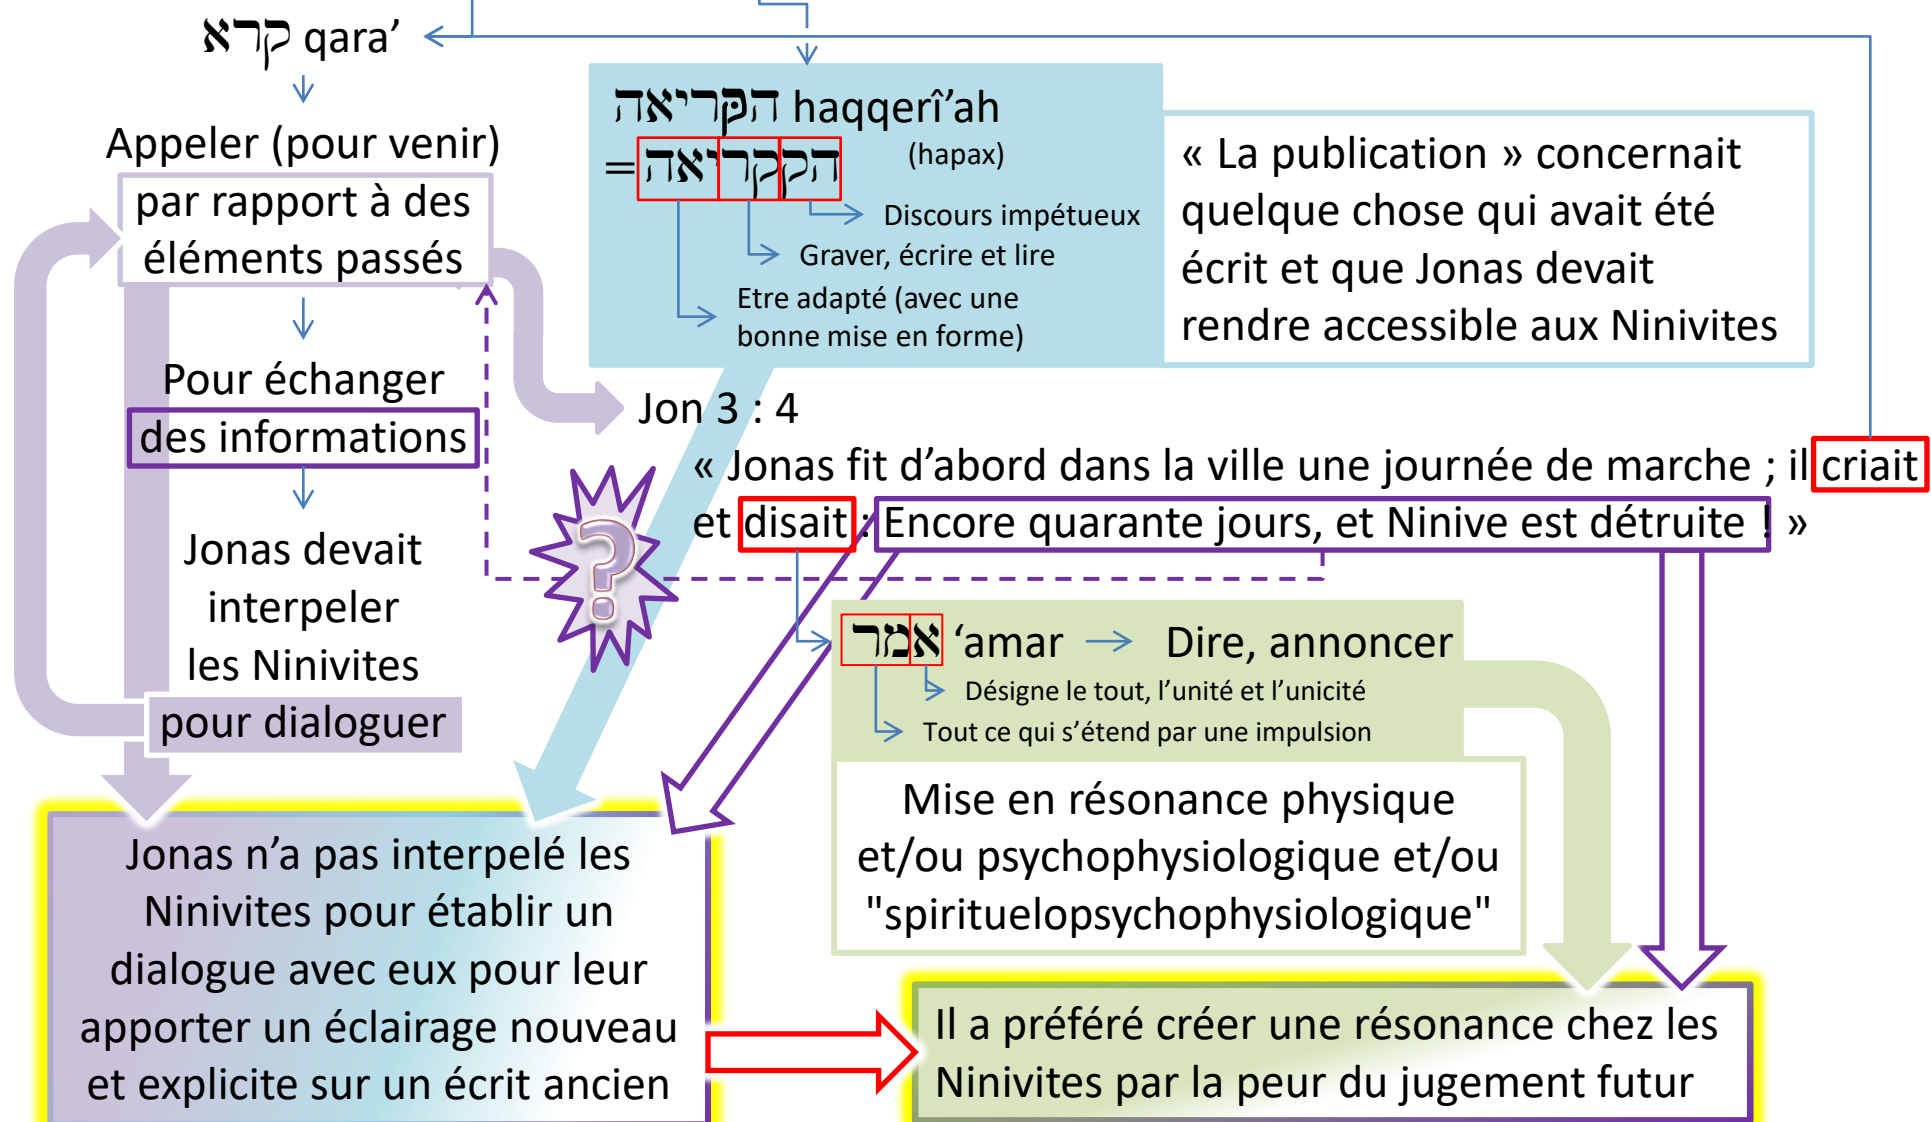 קרא qara’
Appeler (pour venir)
par rapport à des
éléments passés
Pour échanger
des informations
Jonas devait
interpeler
les Ninivites
pour dialoguer
הקּריאה haqqerî’ah
(hapax)
=הקקריאה
Discours impétueux
Graver, écrire et lire
Etre adapté (avec une
bonne mise en forme)
« La publication » concernait
quelque chose qui avait été
écrit et que Jonas devait
rendre accessible aux Ninivites
Jon 3 : 4
« Jonas fit d’abord dans la ville une journée de marche ; il criait
et disait : Encore quarante jours, et Ninive est détruite ! »
?
אמר ‘amar → Dire, annoncer
Désigne le tout, l’unité et l’unicité
Tout ce qui s’étend par une impulsion
Mise en résonance physique
et/ou psychophysiologique et/ou
"spirituelopsychophysiologique"
Jonas n’a pas interpelé les
Ninivites pour établir un
dialogue avec eux pour leur
apporter un éclairage nouveau
et explicite sur un écrit ancien
Il a préféré créer une résonance chez les
Ninivites par la peur du jugement futur